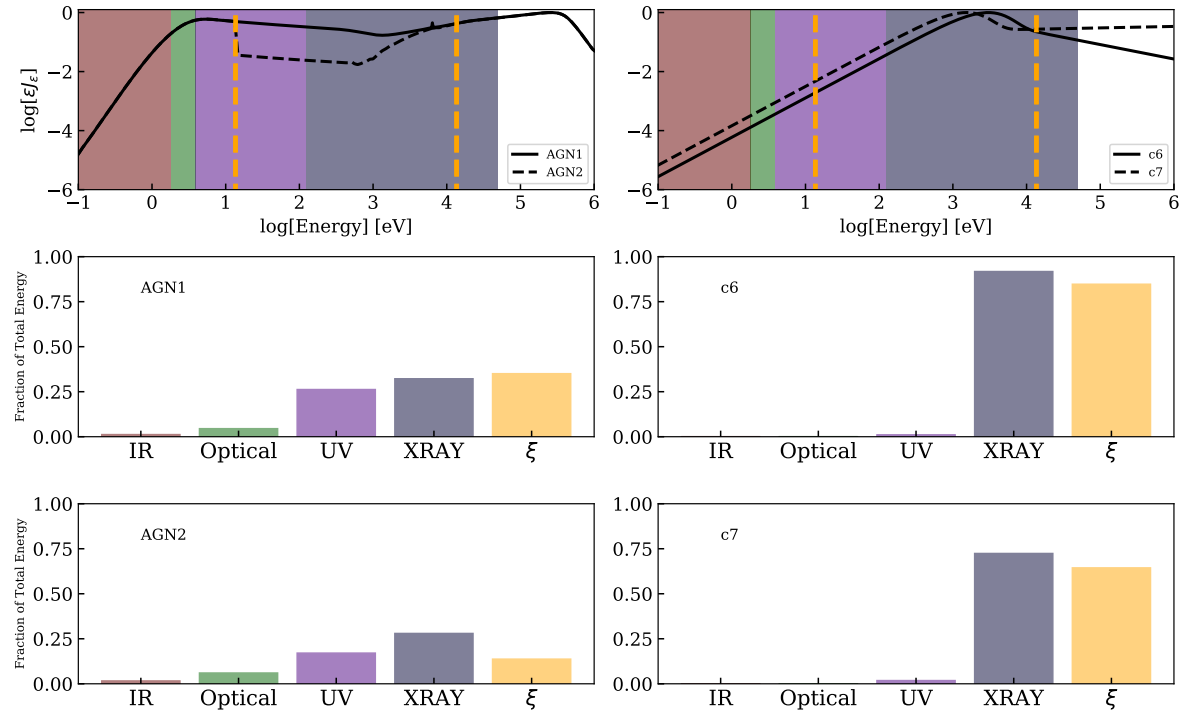 log[εJε]
0
−2
−4
−6
−1 0 1 2 3 4 5 6
log[Energy] [eV]
AGN1
AGN2
0
−2
−4
−6
−1 0 1 2 3 4 5 6
log[Energy] [eV]
c6
c7
Fraction of Total Energy
1.00
0.75
0.50
0.25
0.00
AGN1
IR Optical UV XRAY ξ
1.00
0.75
0.50
0.25
0.00
c6
IR Optical UV XRAY ξ
Fraction of Total Energy
1.00
0.75
0.50
0.25
0.00
AGN2
IR Optical UV XRAY ξ
1.00
0.75
0.50
0.25
0.00
c7
IR Optical UV XRAY ξ